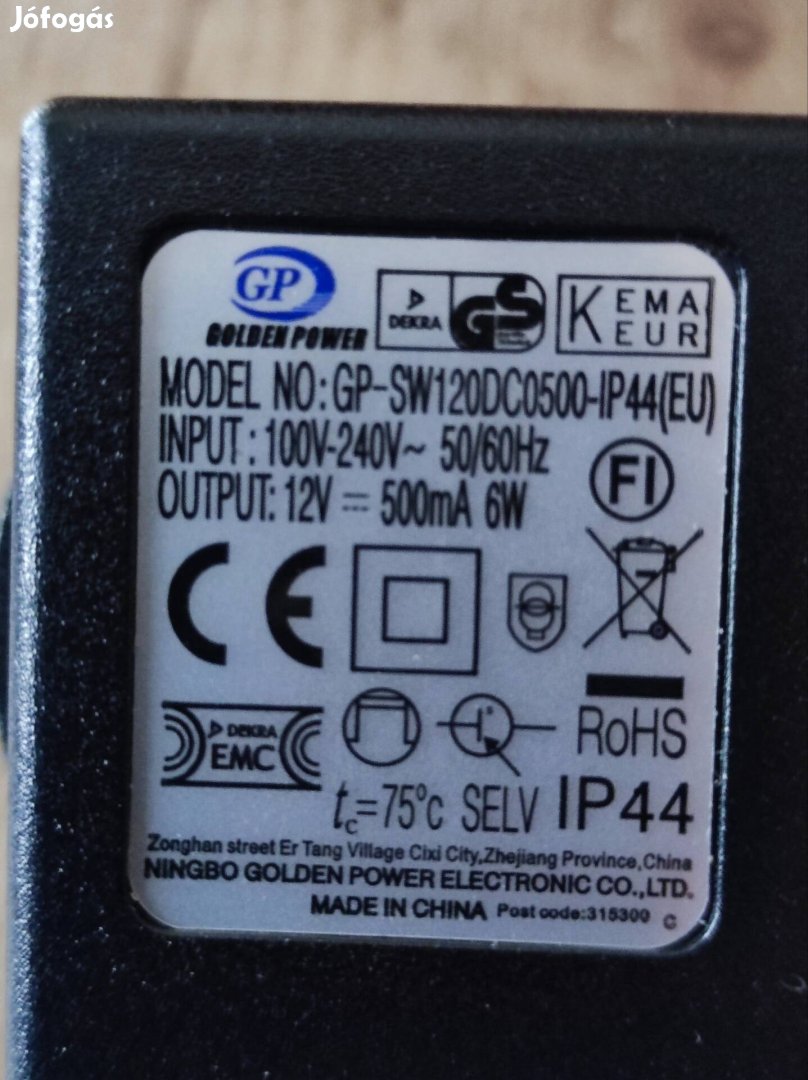 Jófogás
GP
GOLDEN POWER
DEKRA GS
KEMA
EUR
MODEL NO:GP-SW120DC0500-IP44(EU)
INPUT: 100V-240V~ 50/60Hz
OUTPUT: 12V ⎓ 500mA 6W
FI
CE
DEKRA
EMC
RoHS
tc=75°c SELV IP44
Zonghan street Er Tang Village Cixi City,Zhejiang Province,China
NINGBO GOLDEN POWER ELECTRONIC CO.,LTD.
MADE IN CHINA Post code:315300 G